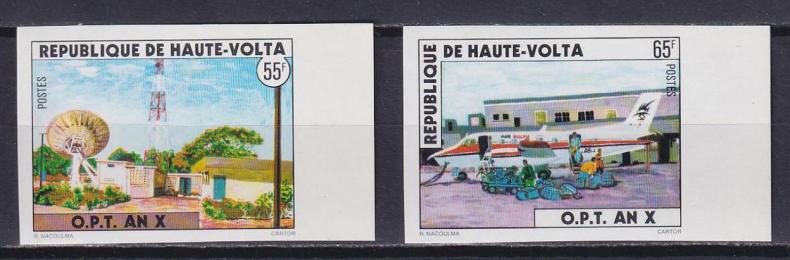 REPUBLIQUE DE HAUTE-VOLTA
55F
POSTES
O.P.T. AN X
R. NACOULMA
CARTOR
REPUBLIQUE DE HAUTE-VOLTA
65F
POSTES
O.P.T. AN X
R. NACOULMA
CARTOR